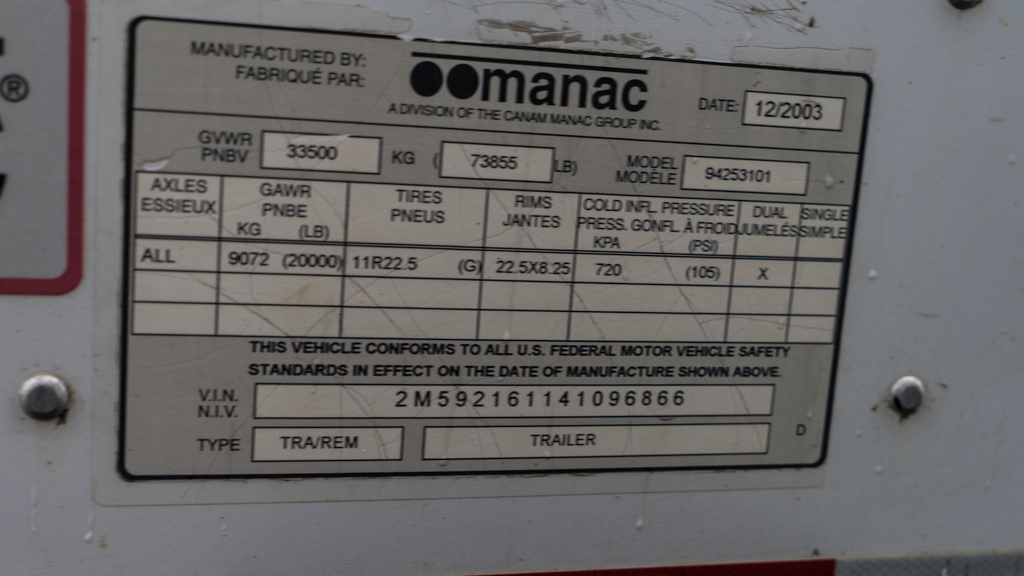 ®
MANUFACTURED BY:
FABRIQUÉ PAR:
manac
A DIVISION OF THE CANAM MANAC GROUP INC.
DATE: 12/2003
GVWR
PNBV 33500 KG ( 73855 LB)
MODEL
MODÈLE 94253101
AXLES GAWR TIRES RIMS COLD INFL. PRESSURE DUAL SINGLE
ESSIEUX PNBE PNEUS JANTES PRESS. GONFL. À FROID JUMELÉS SIMPLE
KG (LB) KPA (PSI)
ALL 9072 (20000) 11R22.5 (G) 22.5X8.25 720 (105) X
THIS VEHICLE CONFORMS TO ALL U.S. FEDERAL MOTOR VEHICLE SAFETY
STANDARDS IN EFFECT ON THE DATE OF MANUFACTURE SHOWN ABOVE.
V.I.N.
N.I.V. 2M592161141096866
TYPE TRA/REM TRAILER D